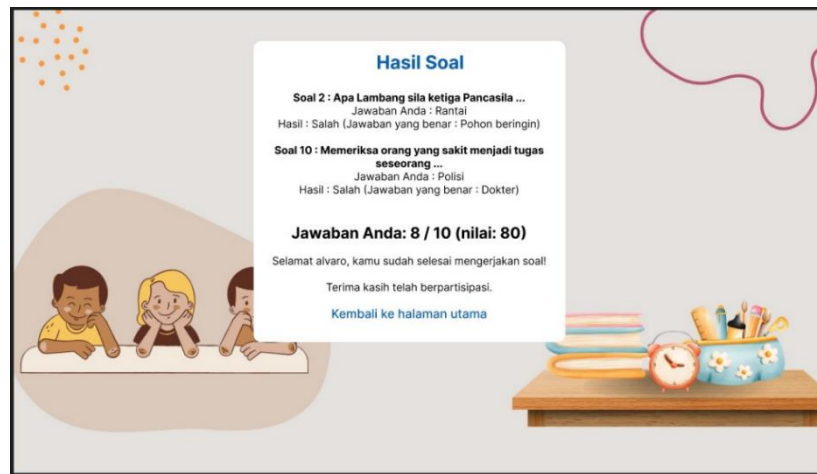 Hasil Soal
Soal 2 : Apa Lambang sila ketiga Pancasila ...
Jawaban Anda : Rantai
Hasil : Salah (Jawaban yang benar : Pohon beringin)
Soal 10 : Memeriksa orang yang sakit menjadi tugas
seseorang ...
Jawaban Anda : Polisi
Hasil : Salah (Jawaban yang benar : Dokter)
Jawaban Anda: 8 / 10 (nilai: 80)
Selamat alvaro, kamu sudah selesai mengerjakan soal!
Terima kasih telah berpartisipasi.
Kembali ke halaman utama